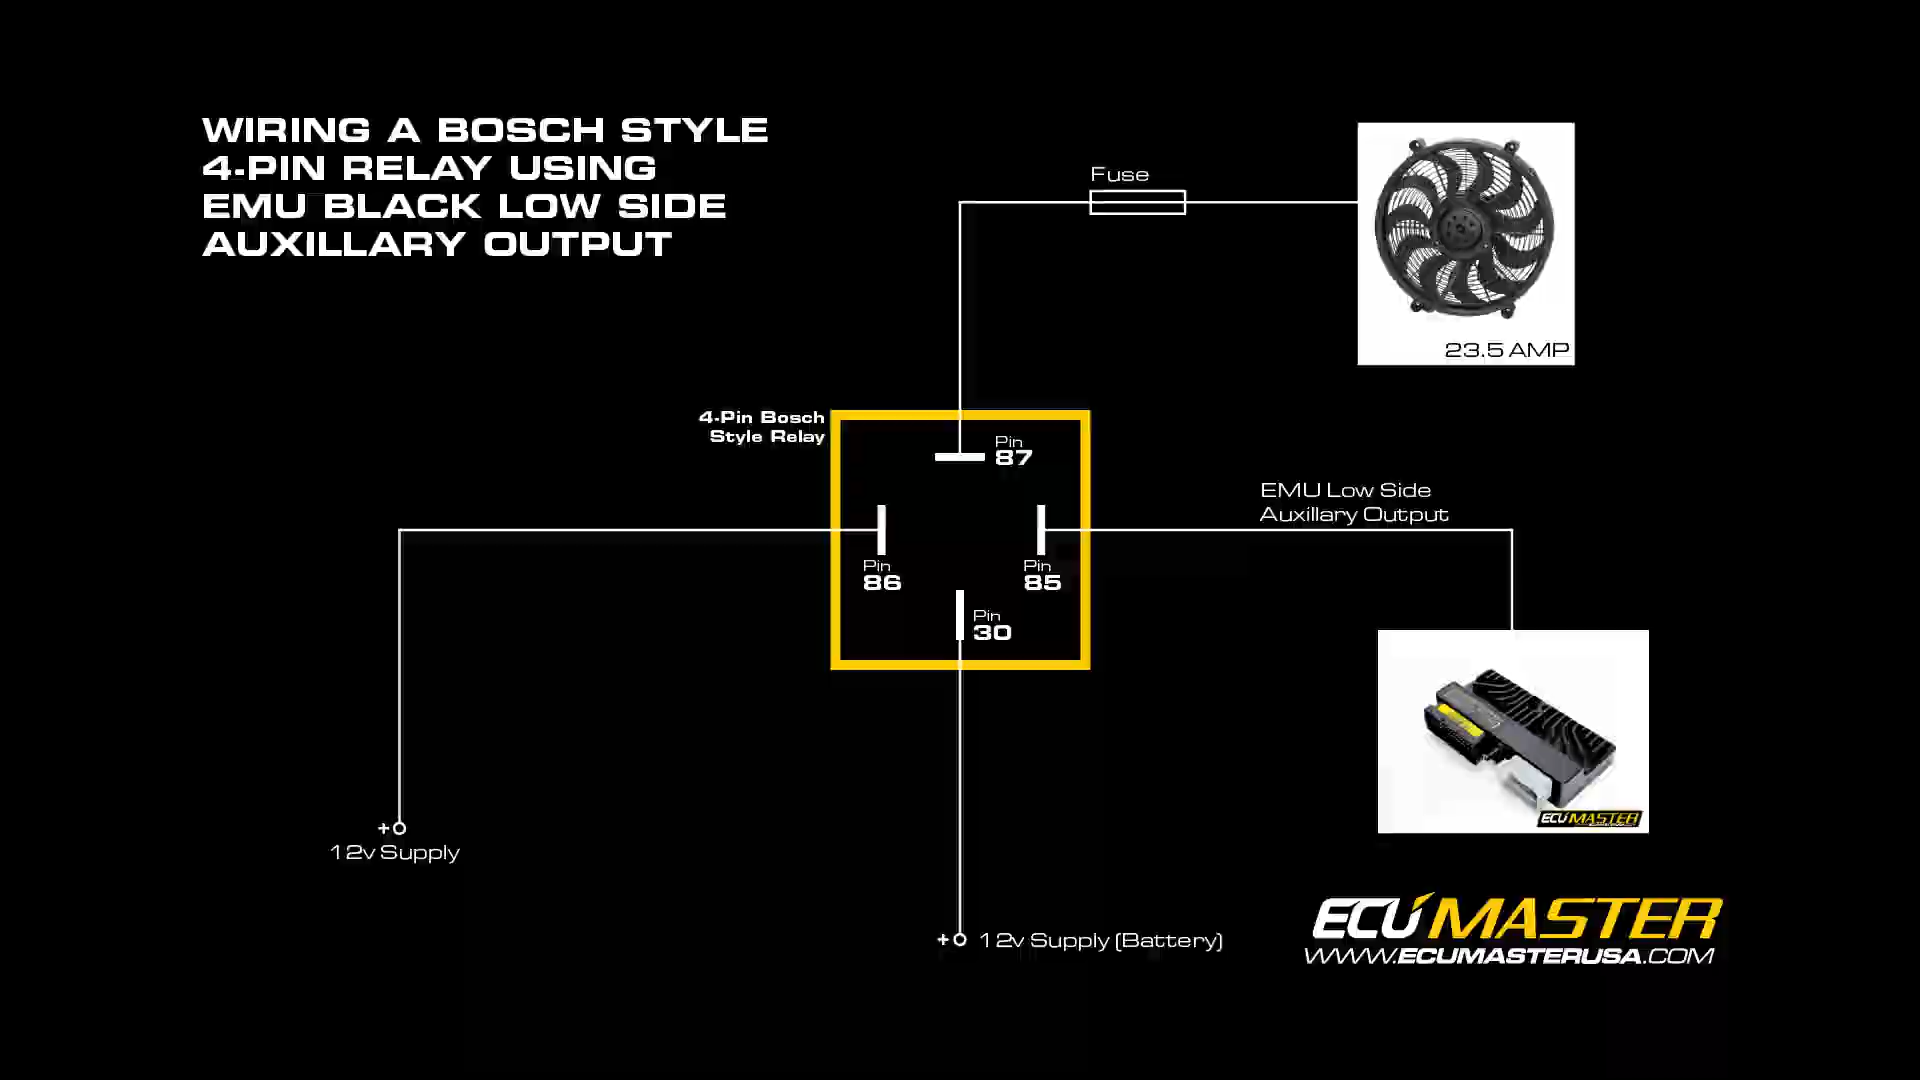 WIRING A BOSCH STYLE
4-PIN RELAY USING
EMU BLACK LOW SIDE
AUXILLARY OUTPUT
Fuse
23.5 AMP
4-Pin Bosch
Style Relay
Pin
87
EMU Low Side
Auxillary Output
Pin
86
Pin
85
Pin
30
+
12v Supply
ECUMASTER
+ 12v Supply (Battery)
ECUMASTER
WWW.ECUMASTERUSA.COM